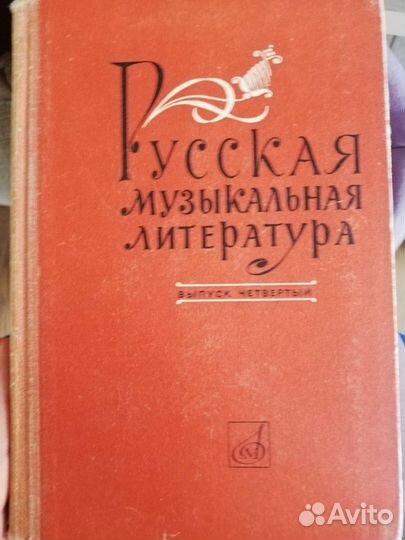 Русская
музыкальная
литература
выпуск четвертый
М
Avito